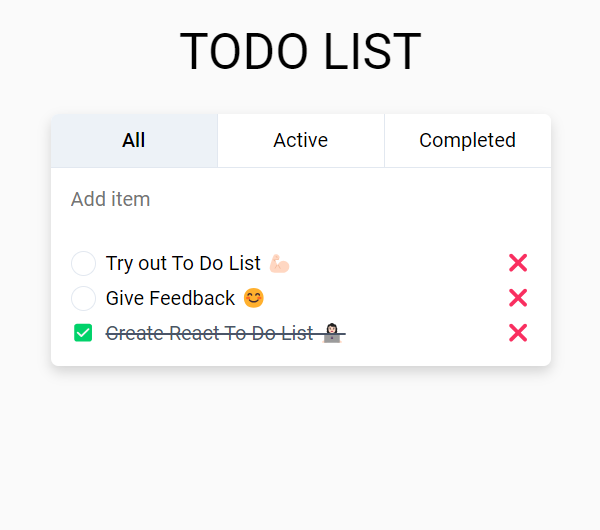 TODO LIST
All Active Completed
Add item
Try out To Do List 💪🏻
Give Feedback 😊
Create React To Do List 👩🏻‍💻